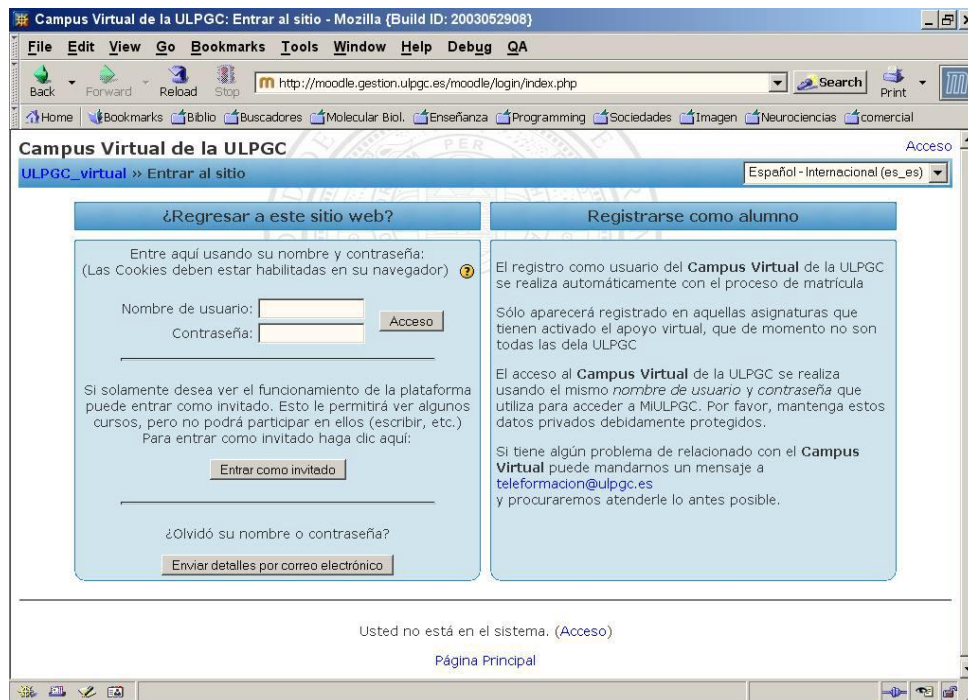 Campus Virtual de la ULPGC: Entrar al sitio - Mozilla {Build ID: 2003052908}
File Edit View Go Bookmarks Tools Window Help Debug QA
Back Forward Reload Stop http://moodle.gestion.ulpgc.es/moodle/login/index.php Search Print
Home Bookmarks Biblio Buscadores Molecular Biol. Enseñanza Programming Sociedades Imagen Neurociencias comercial
Campus Virtual de la ULPGC
Acceso
ULPGC_virtual » Entrar al sitio
Español - Internacional (es_es)
¿Regresar a este sitio web?
Entre aquí usando su nombre y contraseña:
(Las Cookies deben estar habilitadas en su navegador) ?
Nombre de usuario:
Contraseña:
Acceso
Si solamente desea ver el funcionamiento de la plataforma
puede entrar como invitado. Esto le permitirá ver algunos
cursos, pero no podrá participar en ellos (escribir, etc.)
Para entrar como invitado haga clic aquí:
Entrar como invitado
¿Olvidó su nombre o contraseña?
Enviar detalles por correo electrónico
Registrarse como alumno
El registro como usuario del Campus Virtual de la ULPGC
se realiza automáticamente con el proceso de matrícula
Sólo aparecerá registrado en aquellas asignaturas que
tienen activado el apoyo virtual, que de momento no son
todas las dela ULPGC
El acceso al Campus Virtual de la ULPGC se realiza
usando el mismo nombre de usuario y contraseña que
utiliza para acceder a MiULPGC. Por favor, mantenga estos
datos privados debidamente protegidos.
Si tiene algún problema de relacionado con el Campus
Virtual puede mandarnos un mensaje a
teleformacion@ulpgc.es
y procuraremos atenderle lo antes posible.
Usted no está en el sistema. (Acceso)
Página Principal